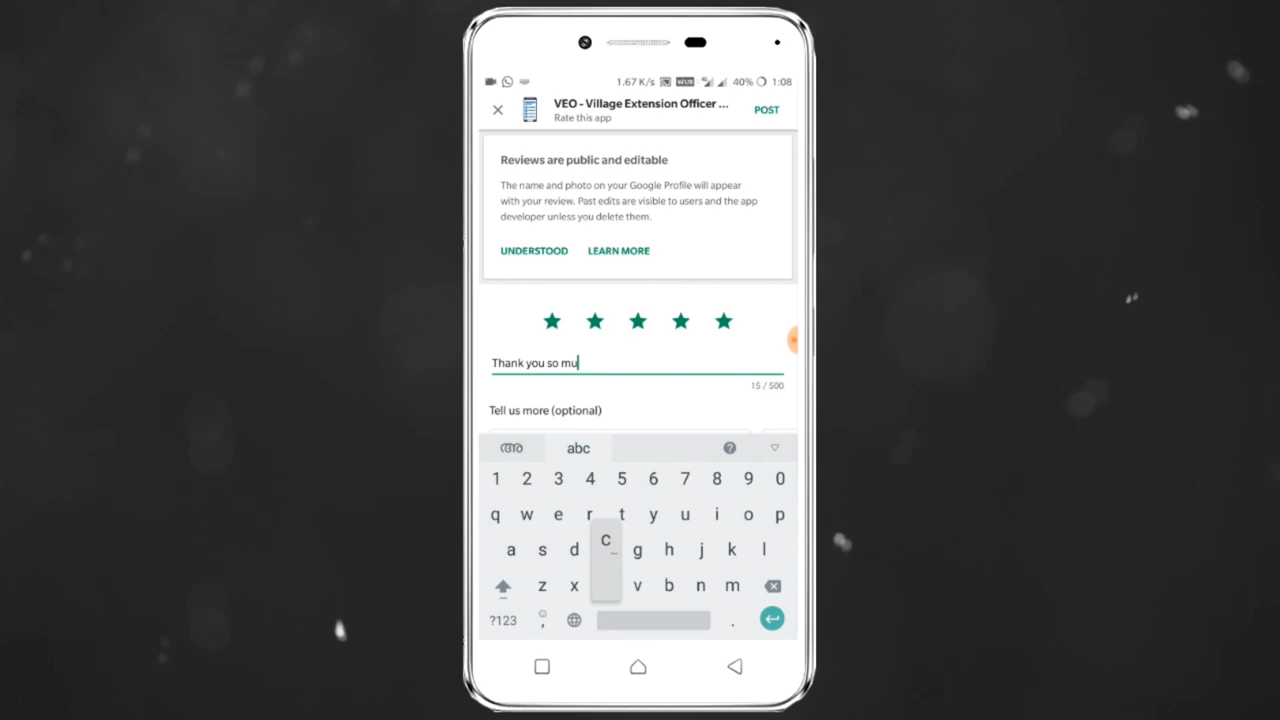 1.67 K/s VoLTE 4G 40% 1:08
VEO - Village Extension Officer ...
Rate this app
POST
Reviews are public and editable
The name and photo on your Google Profile will appear
with your review. Past edits are visible to users and the app
developer unless you delete them.
UNDERSTOOD LEARN MORE
Thank you so mu
15 / 500
Tell us more (optional)
അ abc
1 2 3 4 5 6 7 8 9 0
q w e r t y u i o p
a s d c g h j k l
z x v b n m
?123 , .